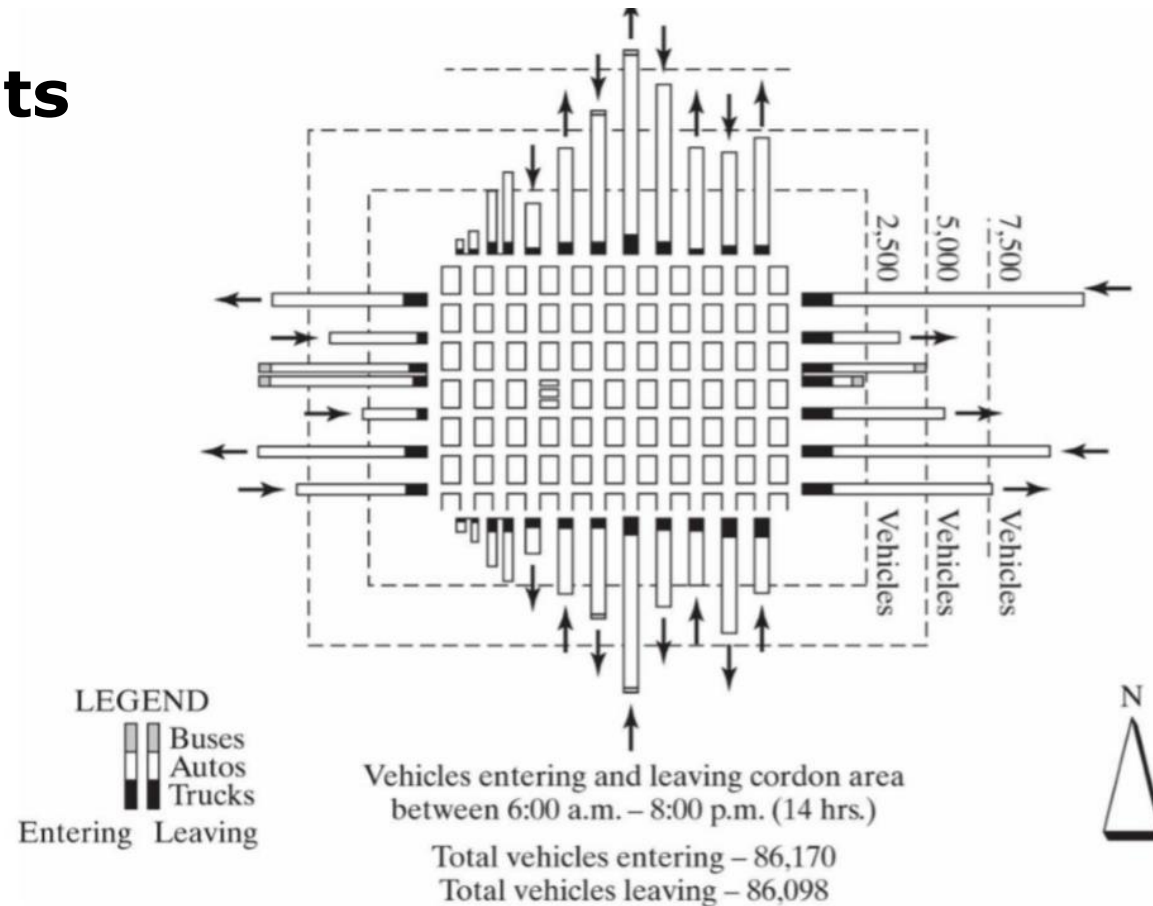 ts
2,500
5,000
7,500
Vehicles
Vehicles
Vehicles
N
LEGEND
Buses
Autos
Trucks
Entering Leaving
Vehicles entering and leaving cordon area
between 6:00 a.m. – 8:00 p.m. (14 hrs.)
Total vehicles entering – 86,170
Total vehicles leaving – 86,098